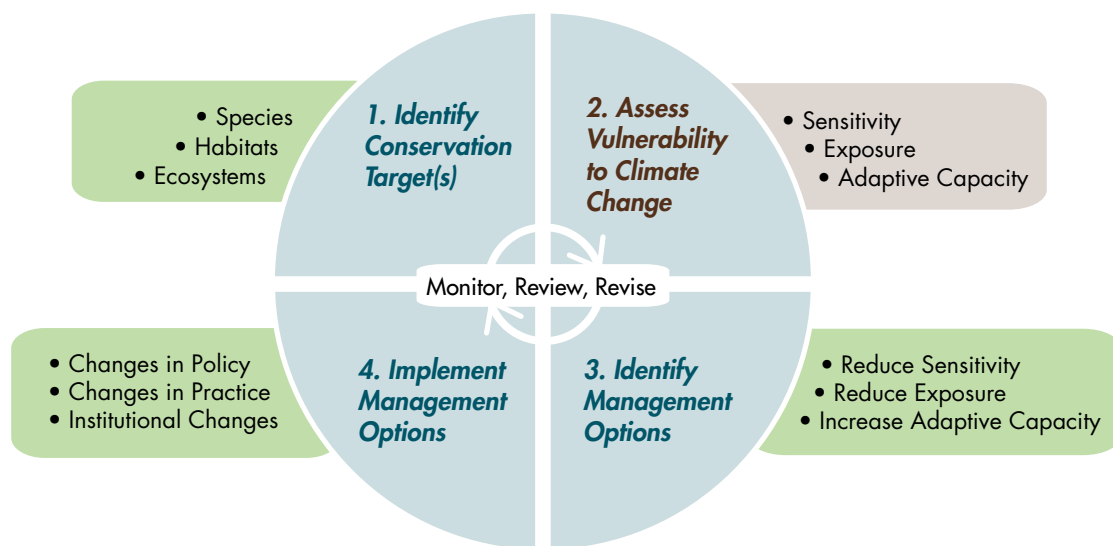 • Species
• Habitats
• Ecosystems
1. Identify
Conservation
Target(s)
2. Assess
Vulnerability
to Climate
Change
• Sensitivity
• Exposure
• Adaptive Capacity
Monitor, Review, Revise
• Changes in Policy
• Changes in Practice
• Institutional Changes
4. Implement
Management
Options
3. Identify
Management
Options
• Reduce Sensitivity
• Reduce Exposure
• Increase Adaptive Capacity